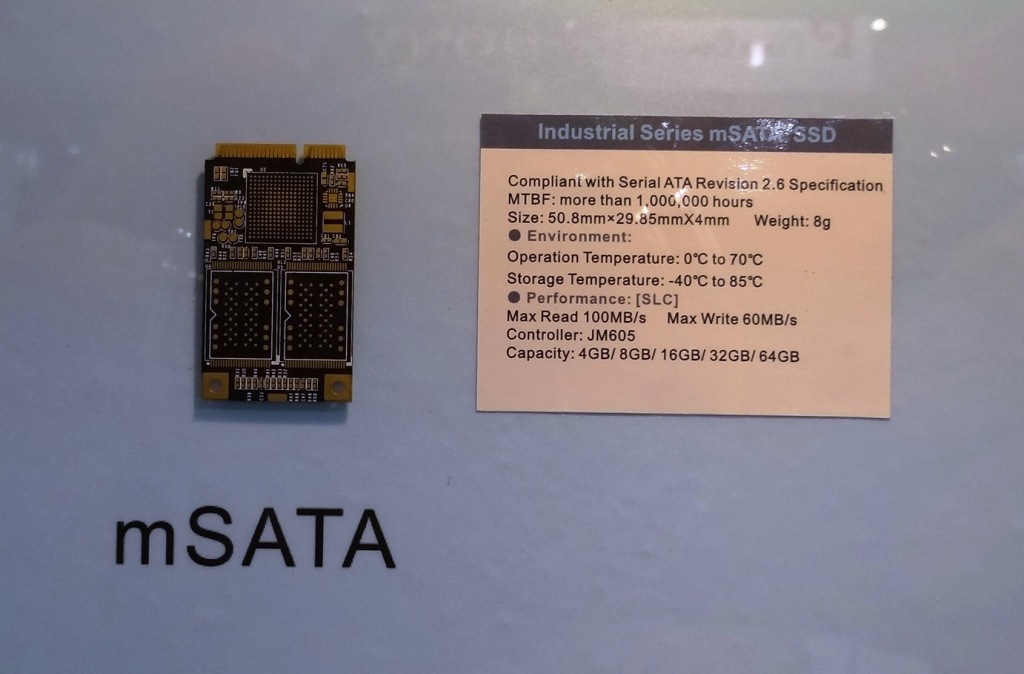 Industrial Series mSATA SSD
Compliant with Serial ATA Revision 2.6 Specification
MTBF: more than 1,000,000 hours
Size: 50.8mm×29.85mmX4mm Weight: 8g
● Environment:
Operation Temperature: 0℃ to 70℃
Storage Temperature: -40℃ to 85℃
● Performance: [SLC]
Max Read 100MB/s Max Write 60MB/s
Controller: JM605
Capacity: 4GB/ 8GB/ 16GB/ 32GB/ 64GB
mSATA